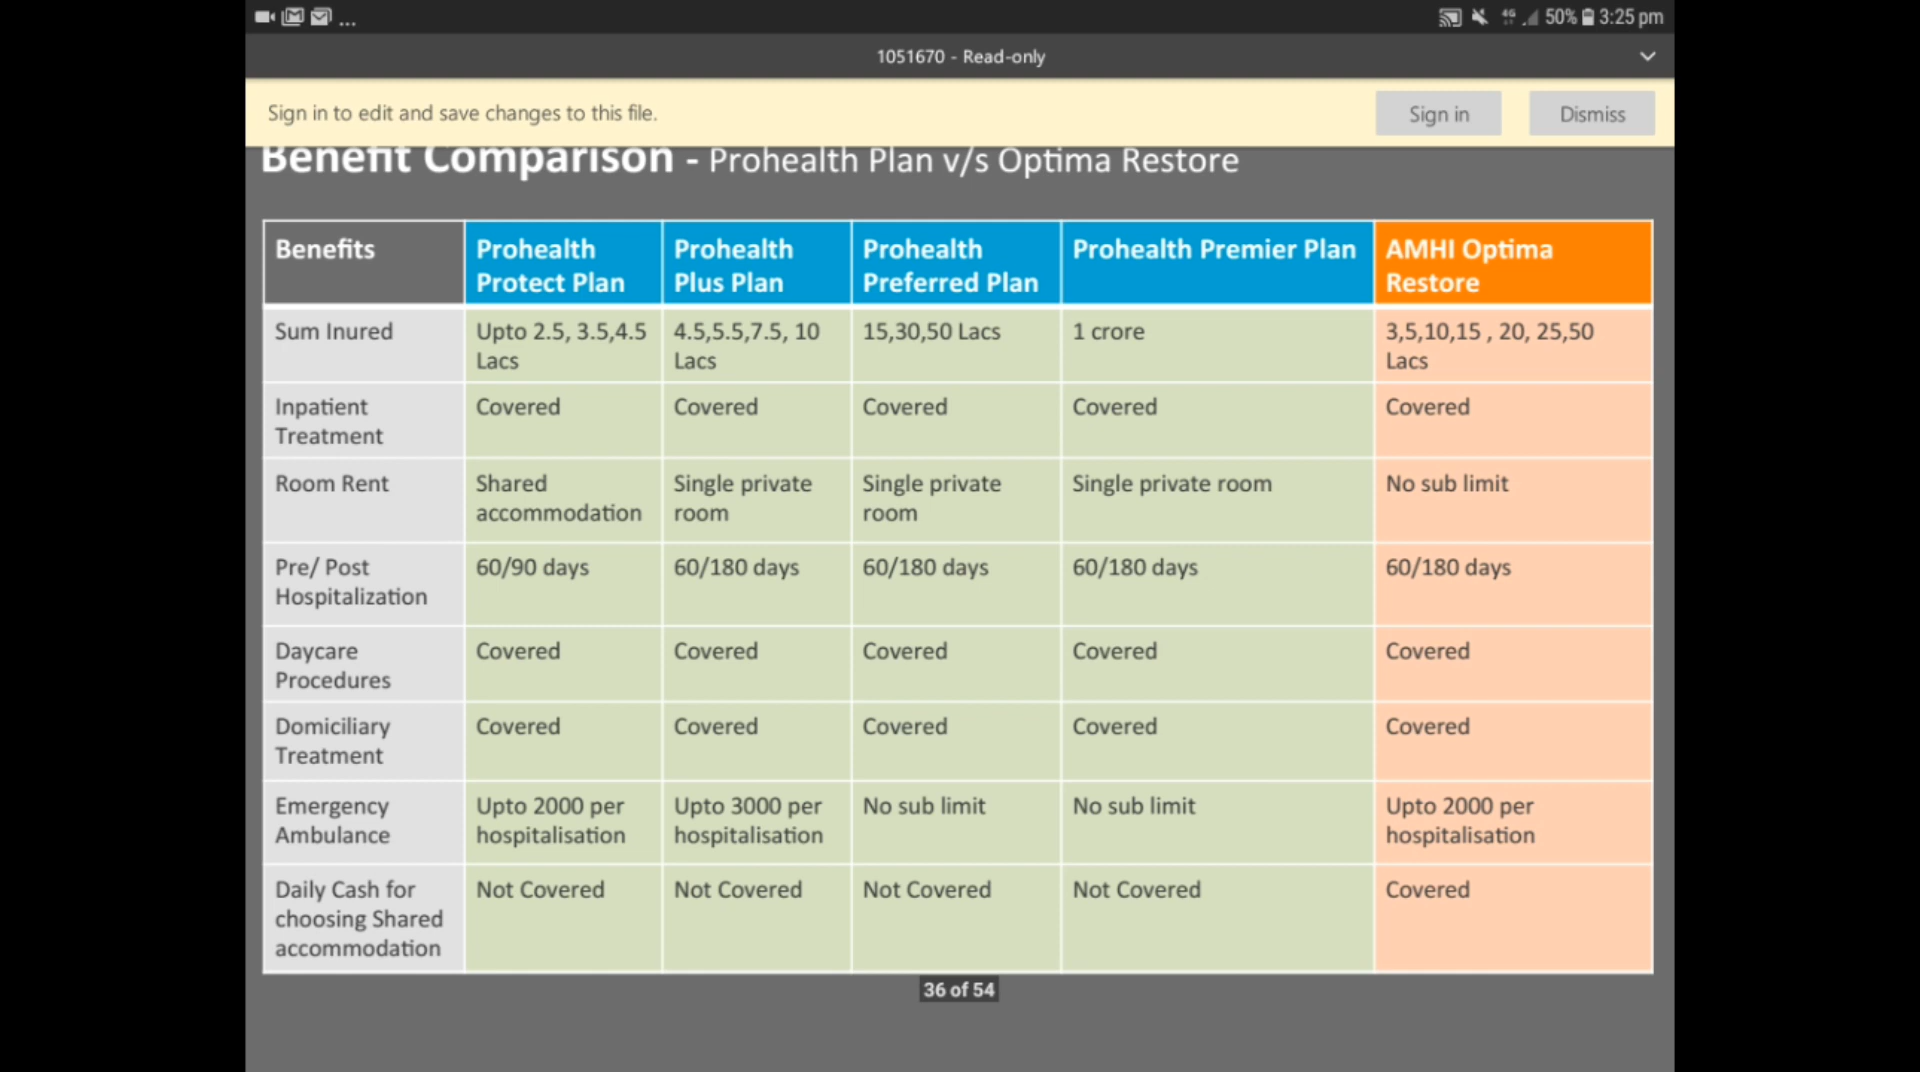 ...
50% 3:25 pm
1051670 - Read-only
Sign in to edit and save changes to this file.
Sign in
Dismiss
Benefit Comparison - Prohealth Plan v/s Optima Restore
Benefits
Prohealth
Protect Plan
Prohealth
Plus Plan
Prohealth
Preferred Plan
Prohealth Premier Plan
AMHI Optima
Restore
Sum Inured
Upto 2.5, 3.5,4.5
Lacs
4.5,5.5,7.5, 10
Lacs
15,30,50 Lacs
1 crore
3,5,10,15 , 20, 25,50
Lacs
Inpatient
Treatment
Covered
Covered
Covered
Covered
Covered
Room Rent
Shared
accommodation
Single private
room
Single private
room
Single private room
No sub limit
Pre/ Post
Hospitalization
60/90 days
60/180 days
60/180 days
60/180 days
60/180 days
Daycare
Procedures
Covered
Covered
Covered
Covered
Covered
Domiciliary
Treatment
Covered
Covered
Covered
Covered
Covered
Emergency
Ambulance
Upto 2000 per
hospitalisation
Upto 3000 per
hospitalisation
No sub limit
No sub limit
Upto 2000 per
hospitalisation
Daily Cash for
choosing Shared
accommodation
Not Covered
Not Covered
Not Covered
Not Covered
Covered
36 of 54